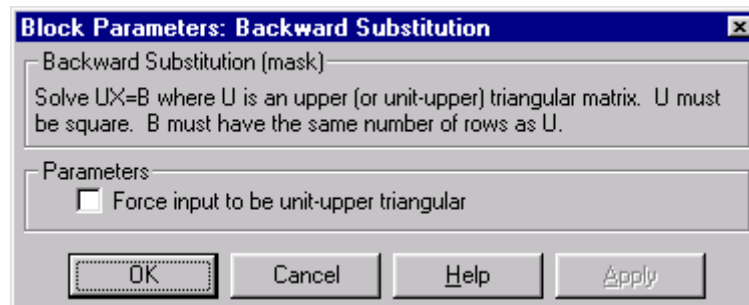 Block Parameters: Backward Substitution
Backward Substitution (mask)
Solve UX=B where U is an upper (or unit-upper) triangular matrix.  U must
be square.  B must have the same number of rows as U.
Parameters
Force input to be unit-upper triangular
OK Cancel Help Apply